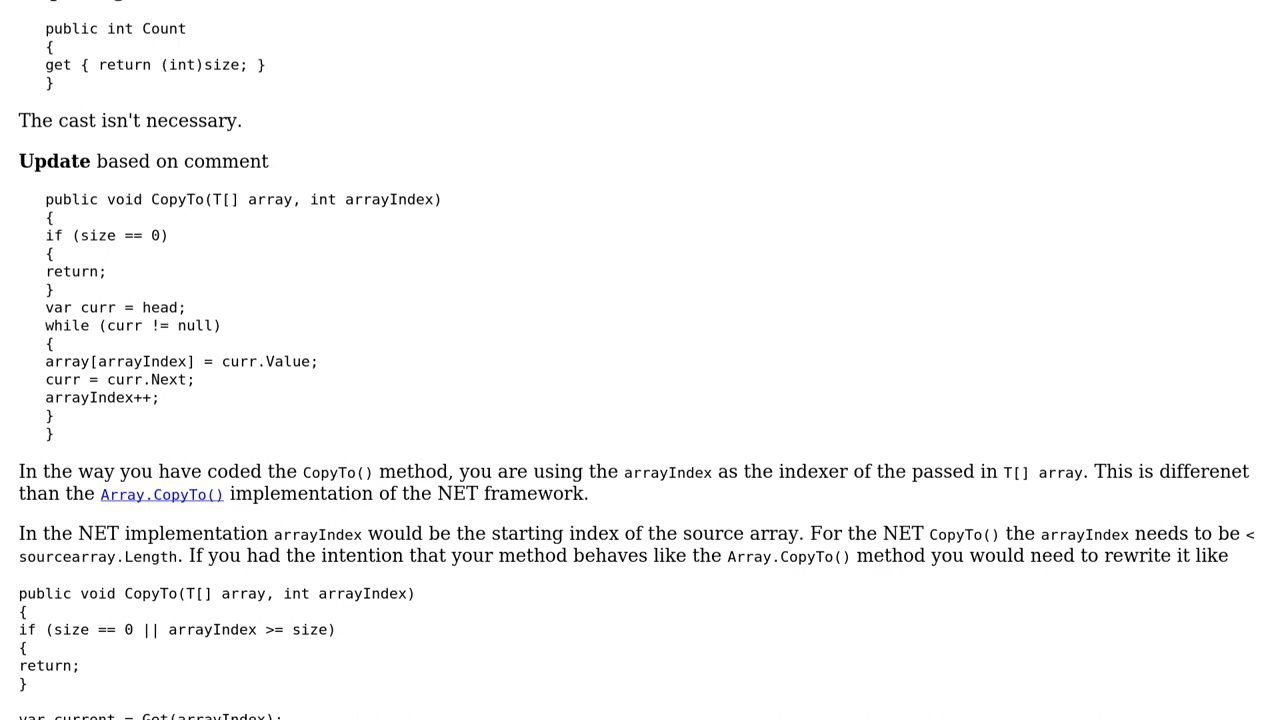 public int Count
{
get { return (int)size; }
}
The cast isn't necessary.
Update based on comment
public void CopyTo(T[] array, int arrayIndex)
{
if (size == 0)
{
return;
}
var curr = head;
while (curr != null)
{
array[arrayIndex] = curr.Value;
curr = curr.Next;
arrayIndex++;
}
}
In the way you have coded the CopyTo() method, you are using the arrayIndex as the indexer of the passed in T[] array. This is differenet
than the Array.CopyTo() implementation of the NET framework.
In the NET implementation arrayIndex would be the starting index of the source array. For the NET CopyTo() the arrayIndex needs to be <
sourcearray.Length. If you had the intention that your method behaves like the Array.CopyTo() method you would need to rewrite it like
public void CopyTo(T[] array, int arrayIndex)
{
if (size == 0 || arrayIndex >= size)
{
return;
}
var current = Get(arrayIndex);